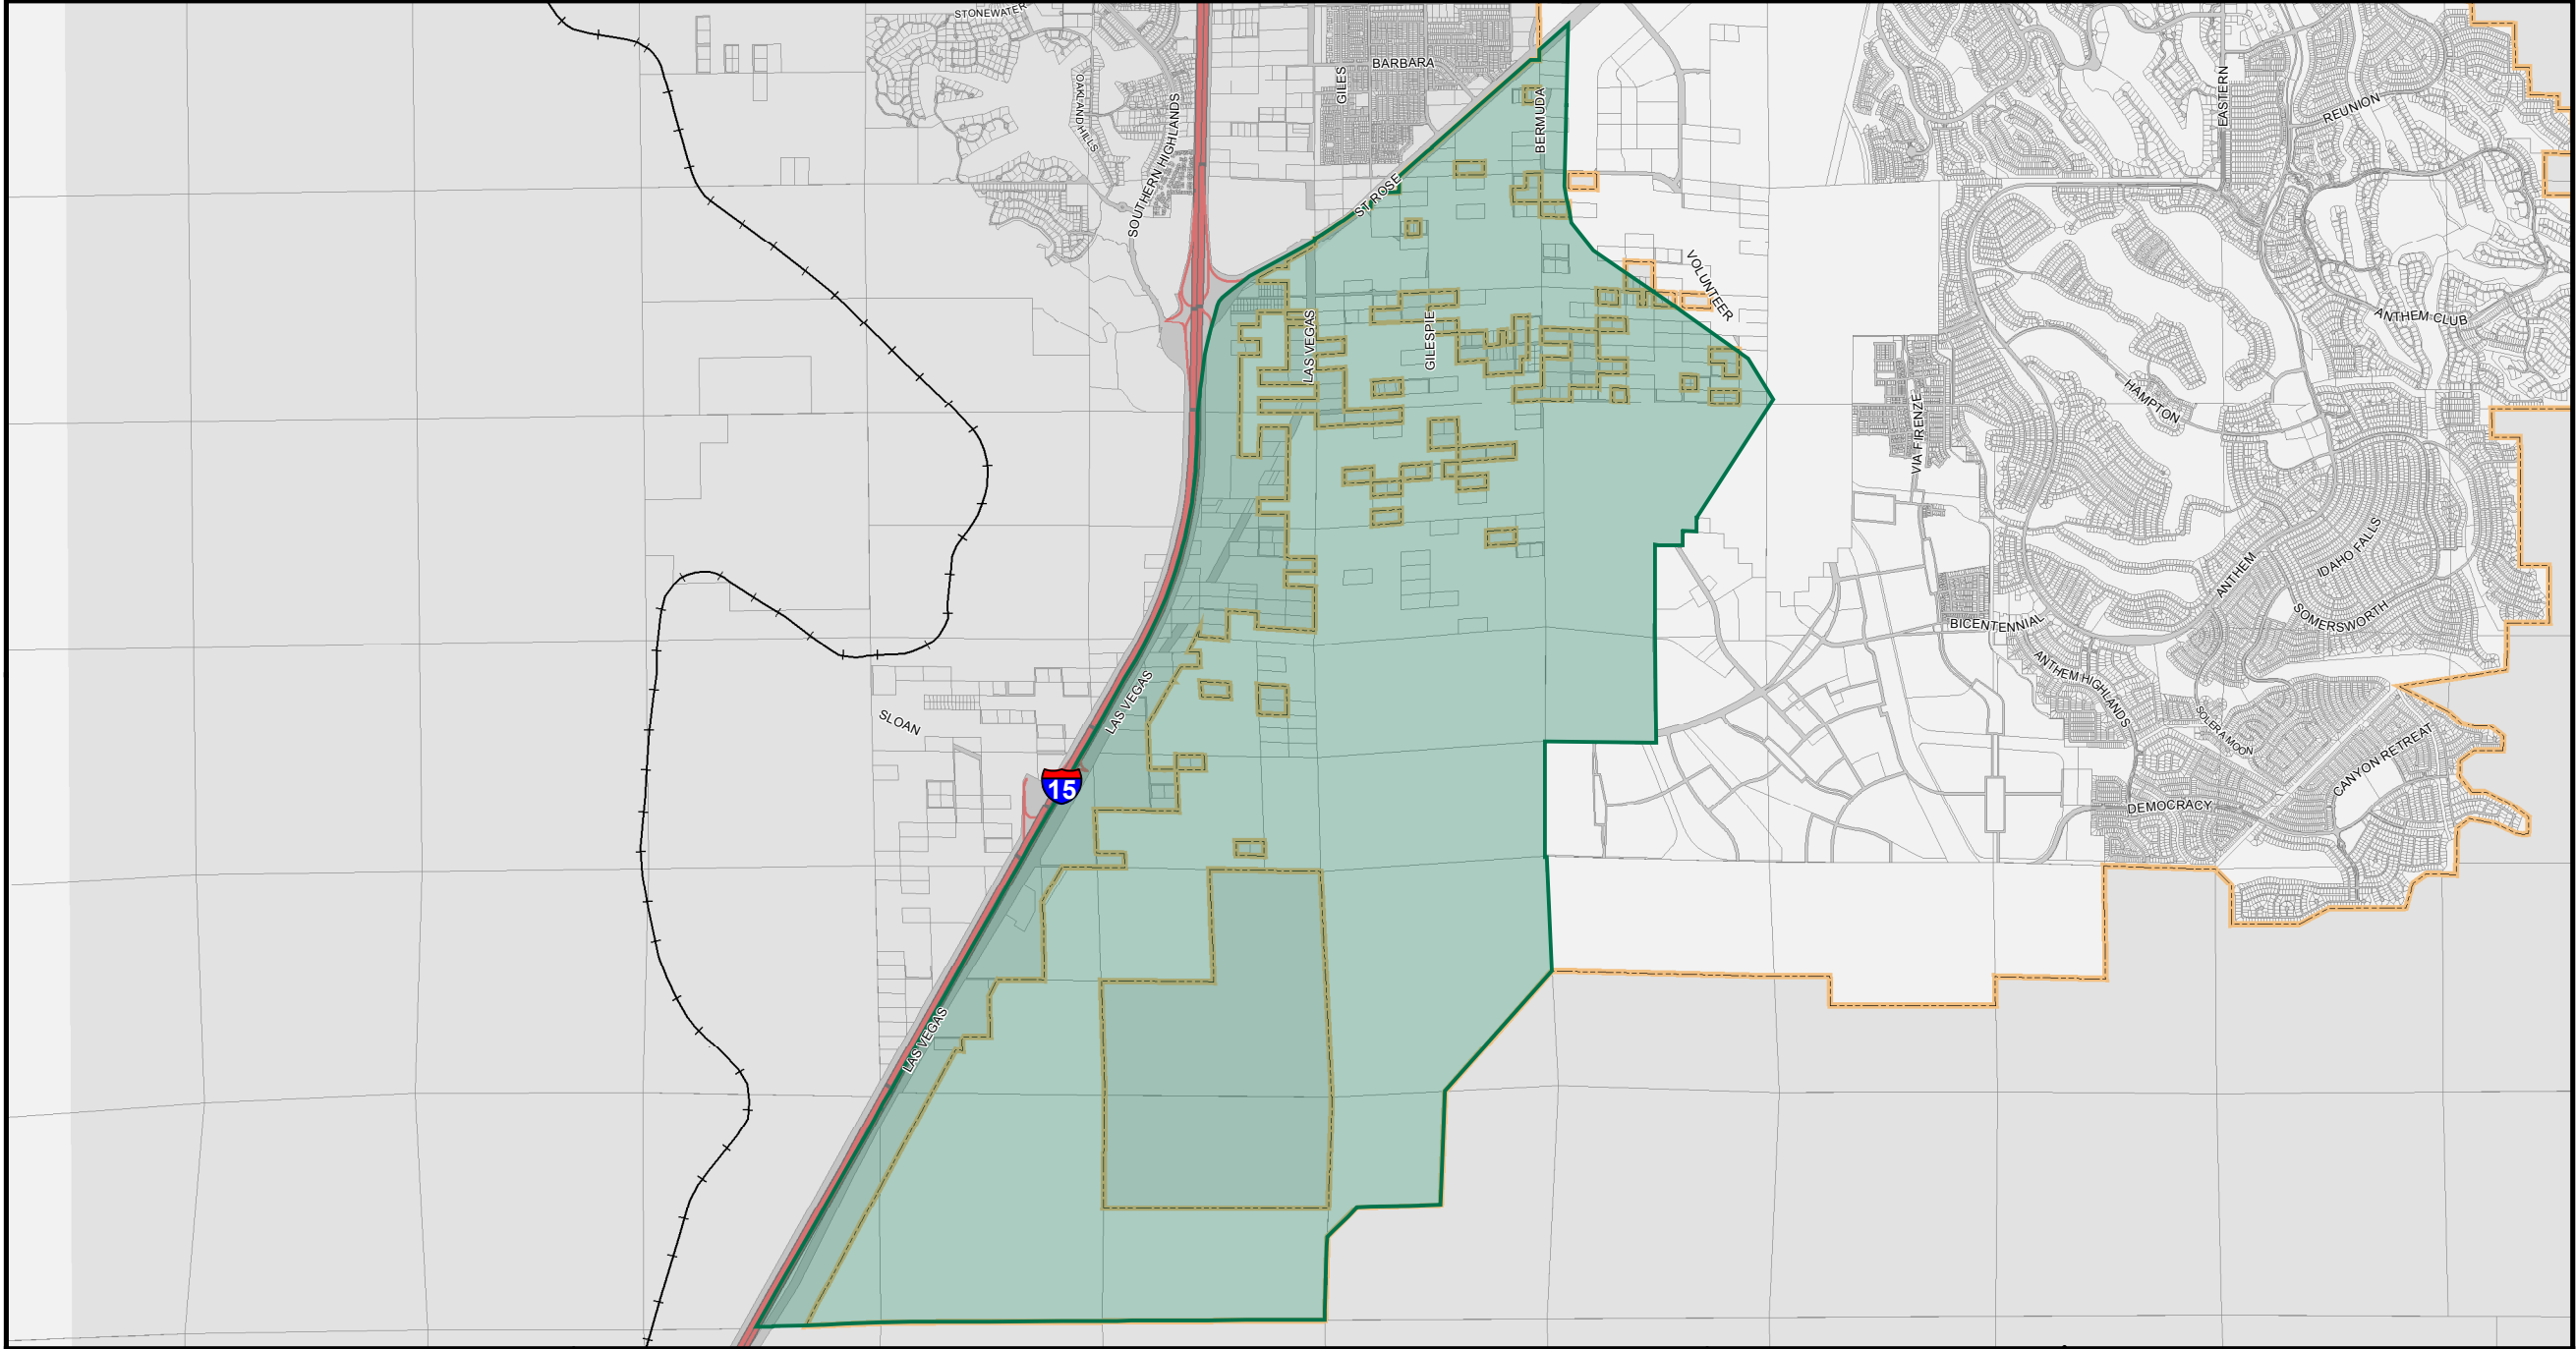 STONEWATER
BARBARA
GILES
OAKLAND HILLS
SOUTHERN HIGHLANDS
BERMUDA
EASTERN
REUNION
ST ROSE
VOLUNTEER
LAS VEGAS
GILESPIE
ANTHEM CLUB
HAMPTON
VIA FIRENZE
ANTHEM
IDAHO FALLS
SOMERSWORTH
BICENTENNIAL
ANTHEM HIGHLANDS
LAS VEGAS
SLOAN
SOLERA MOON
CANYON RETREAT
15
DEMOCRACY
LAS VEGAS